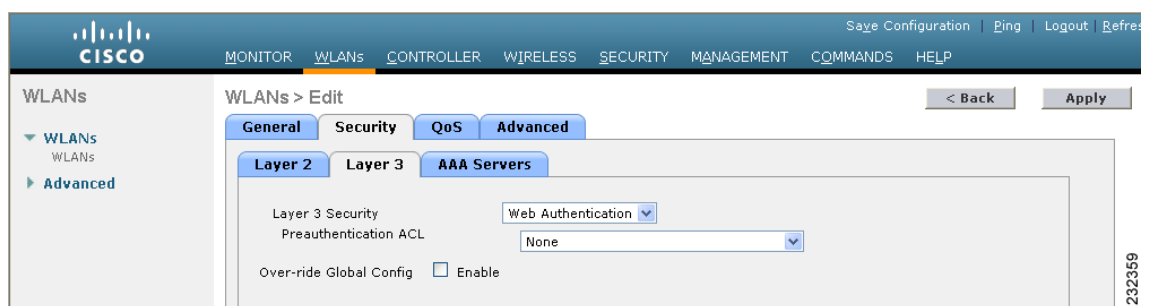 Save Configuration | Ping | Logout | Refres
CISCO
MONITOR WLANs CONTROLLER WIRELESS SECURITY MANAGEMENT COMMANDS HELP
WLANs
WLANs > Edit
< Back
Apply
WLANs
WLANs
Advanced
General Security QoS Advanced
Layer 2 Layer 3 AAA Servers
Layer 3 Security Web Authentication
Preauthentication ACL None
Over-ride Global Config Enable
232359